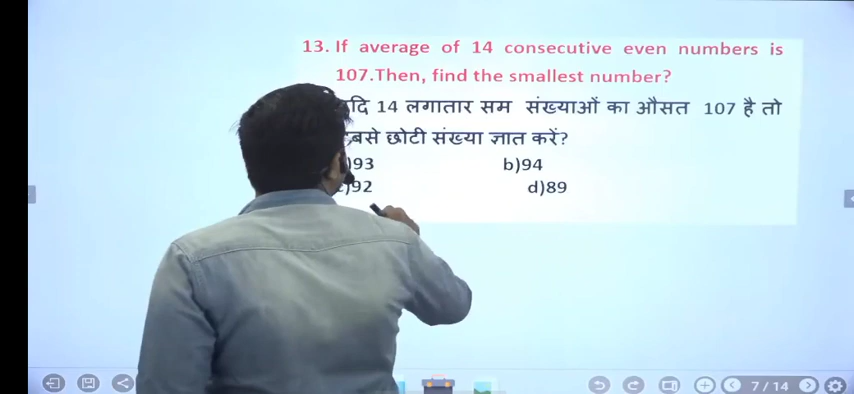 13. If average of 14 consecutive even numbers is
107.Then, find the smallest number?
14 लगातार सम संख्याओं का औसत 107 है तो
छोटी संख्या ज्ञात करें?
)93 b)94
)92 d)89
7 / 14